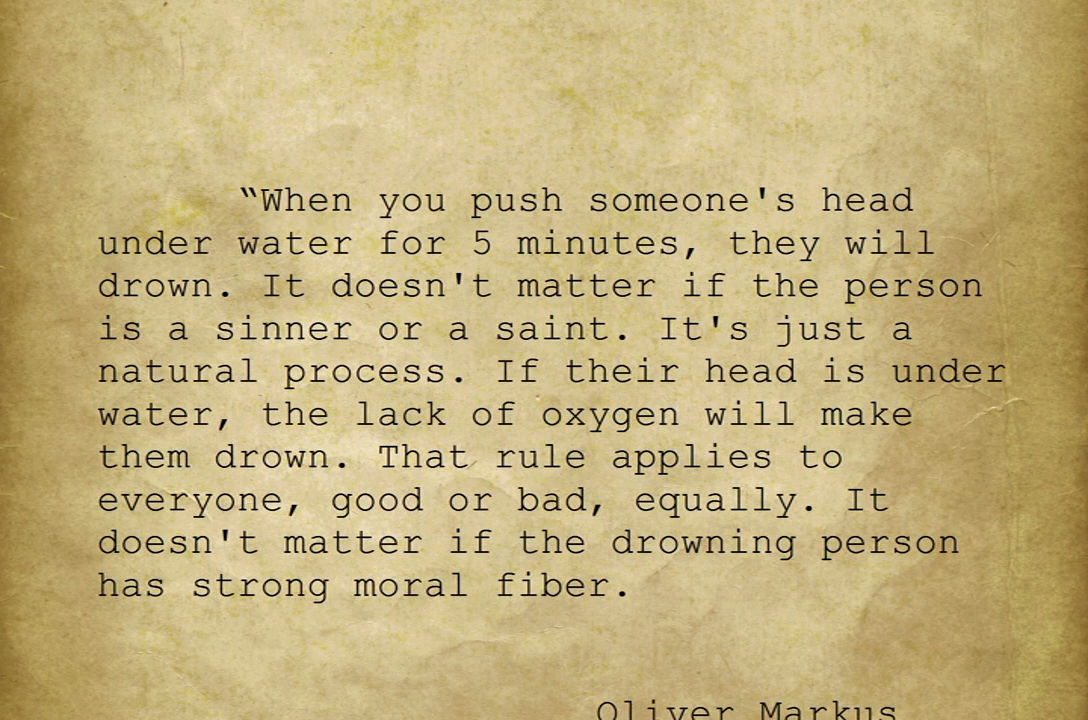 “When you push someone's head
under water for 5 minutes, they will
drown. It doesn't matter if the person
is a sinner or a saint. It's just a
natural process. If their head is under
water, the lack of oxygen will make
them drown. That rule applies to
everyone, good or bad, equally. It
doesn't matter if the drowning person
has strong moral fiber.
Oliver Markus